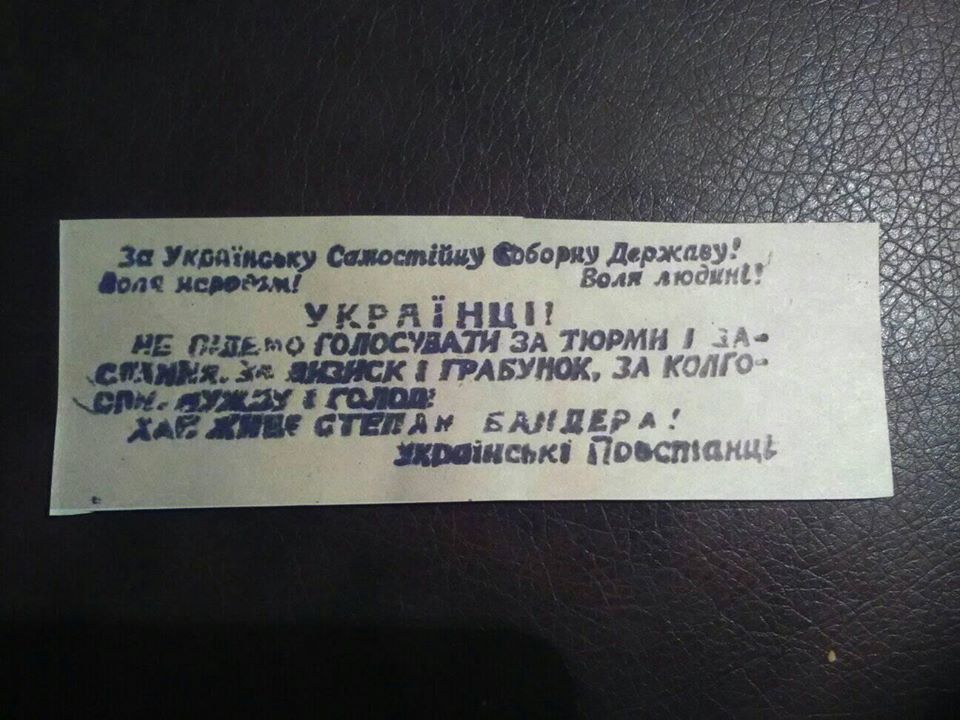 За Українську Самостійну Соборну Державу!
Воля народам! Воля людині!
УКРАЇНЦІ!
НЕ ПІДЕМО ГОЛОСУВАТИ ЗА ТЮРМИ І ЗА-
СЛАННЯ, ЗА ВИЗИСК І ГРАБУНОК, ЗА КОЛГО-
СПИ, НУЖДУ І ГОЛОД!
ХАЙ ЖИВЕ СТЕПАН БАНДЕРА!
Українські Повстанці